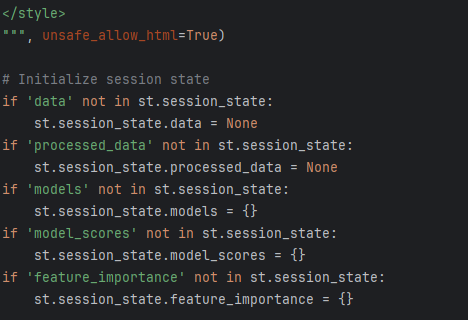 </style>
""", unsafe_allow_html=True)
# Initialize session state
if 'data' not in st.session_state:
    st.session_state.data = None
if 'processed_data' not in st.session_state:
    st.session_state.processed_data = None
if 'models' not in st.session_state:
    st.session_state.models = {}
if 'model_scores' not in st.session_state:
    st.session_state.model_scores = {}
if 'feature_importance' not in st.session_state:
    st.session_state.feature_importance = {}